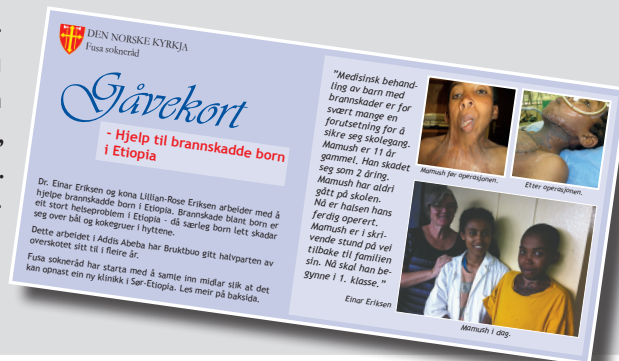 DEN NORSKE KYRKJA
Fusa sokneråd
Gåvekort
- Hjelp til brannskadde born
i Etiopia
Dr. Einar Eriksen og kona Lillian-Rose Eriksen arbeider med å
hjelpe brannskadde born i Etiopia. Brannskade blant born er
eit stort helseproblem i Etiopia - då særleg born lett skadar
seg over bål og kokegruer i hyttene.
Dette arbeidet i Addis Abeba har Bruktbuo gitt halvparten av
overskotet sitt til i fleire år.
Fusa sokneråd har starta med å samle inn midlar slik at det
kan opnast ein ny klinikk i Sør-Etiopia. Les meir på baksida.
"Medisinsk behand-
ling av barn med
brannskader er for
svært mange en
forutsetning for å
sikre seg skolegang.
Mamush er 11 år
gammel. Han skadet
seg som 2 åring.
Mamush har aldri
gått på skolen.
Nå er halsen hans
ferdig operert.
Mamush er i skri-
vende stund på vei
tilbake til familien
sin. Nå skal han be-
gynne i 1. klasse."
Einar Eriksen
Mamush før operasjonen.
Etter operasjonen.
Mamush i dag.